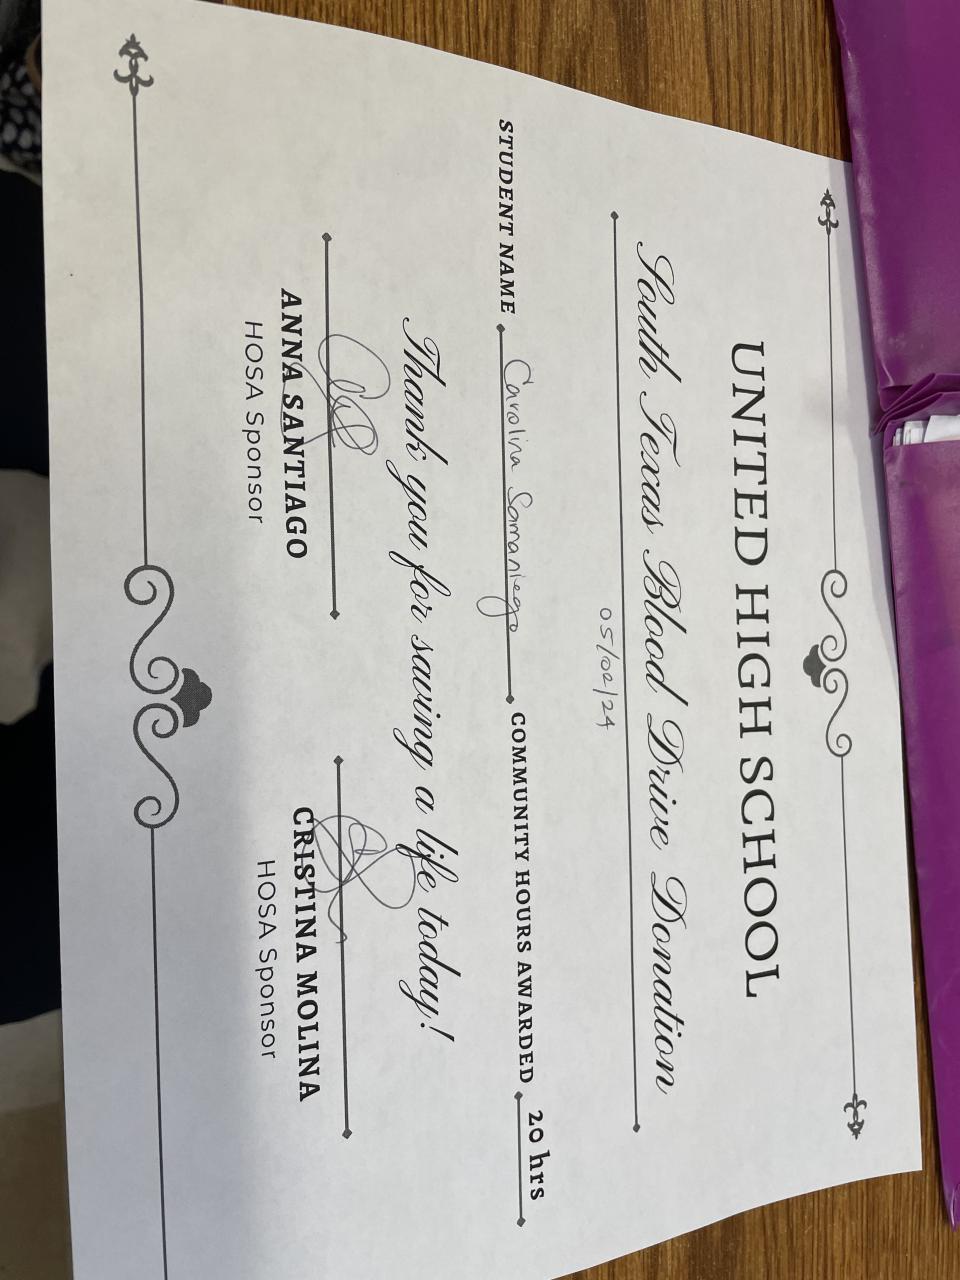 UNITED HIGH SCHOOL
South Texas Blood Drive Donation
05/02/24
STUDENT NAME Carolina Samaniego COMMUNITY HOURS AWARDED 20 hrs
Thank you for saving a life today!
ANNA SANTIAGO CRISTINA MOLINA
HOSA Sponsor HOSA Sponsor